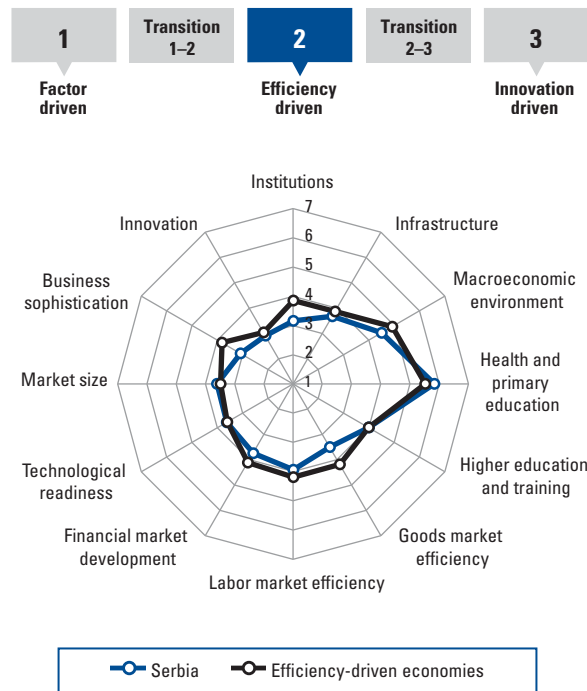 1
Transition
1–2
2
Transition
2–3
3
Factor
driven
Efficiency
driven
Innovation
driven
Institutions
7
Innovation
Infrastructure
6
5
Business
sophistication
Macroeconomic
environment
4
3
2
Market size
1
Health and
primary
education
Technological
readiness
Higher education
and training
Financial market
development
Goods market
efficiency
Labor market efficiency
Serbia
Efficiency-driven economies